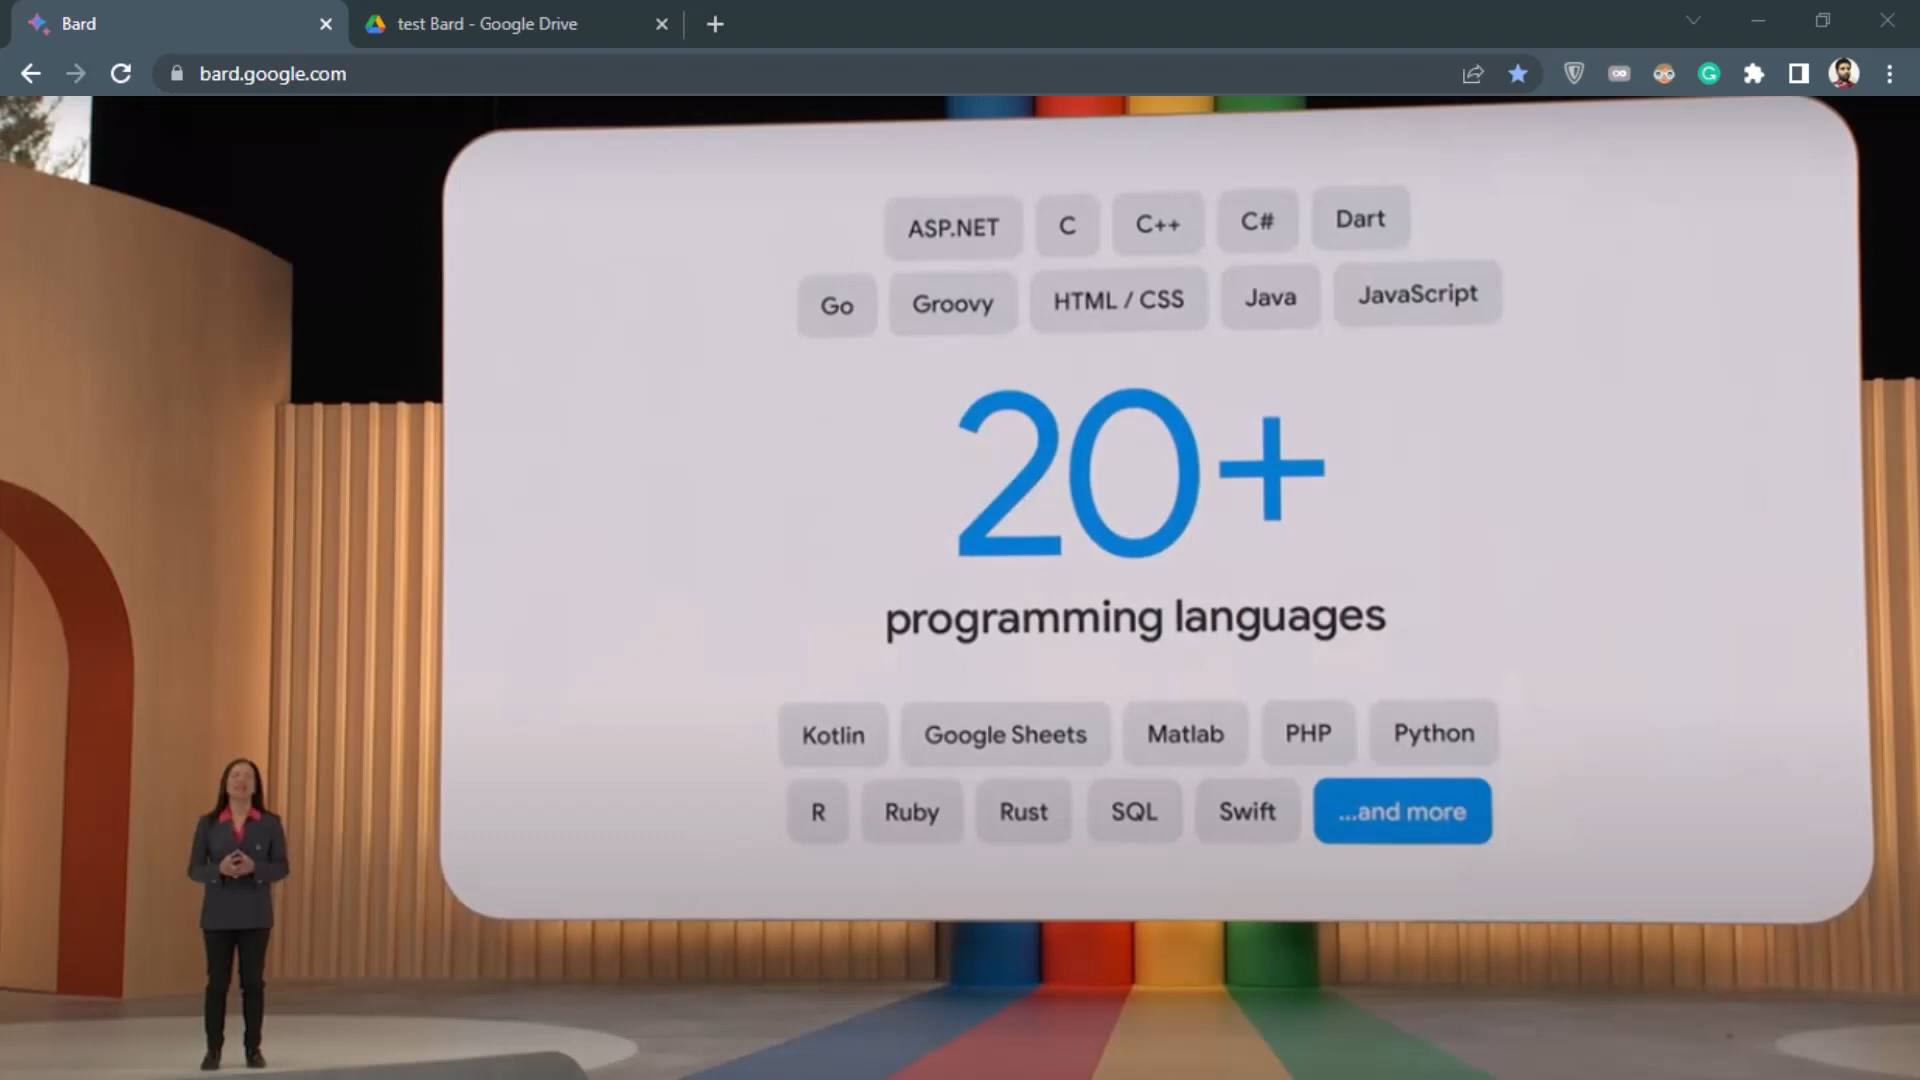 Bard
test Bard - Google Drive
bard.google.com
ASP.NET C C++ C# Dart
Go Groovy HTML / CSS Java JavaScript
20+
programming languages
Kotlin Google Sheets Matlab PHP Python
R Ruby Rust SQL Swift ...and more